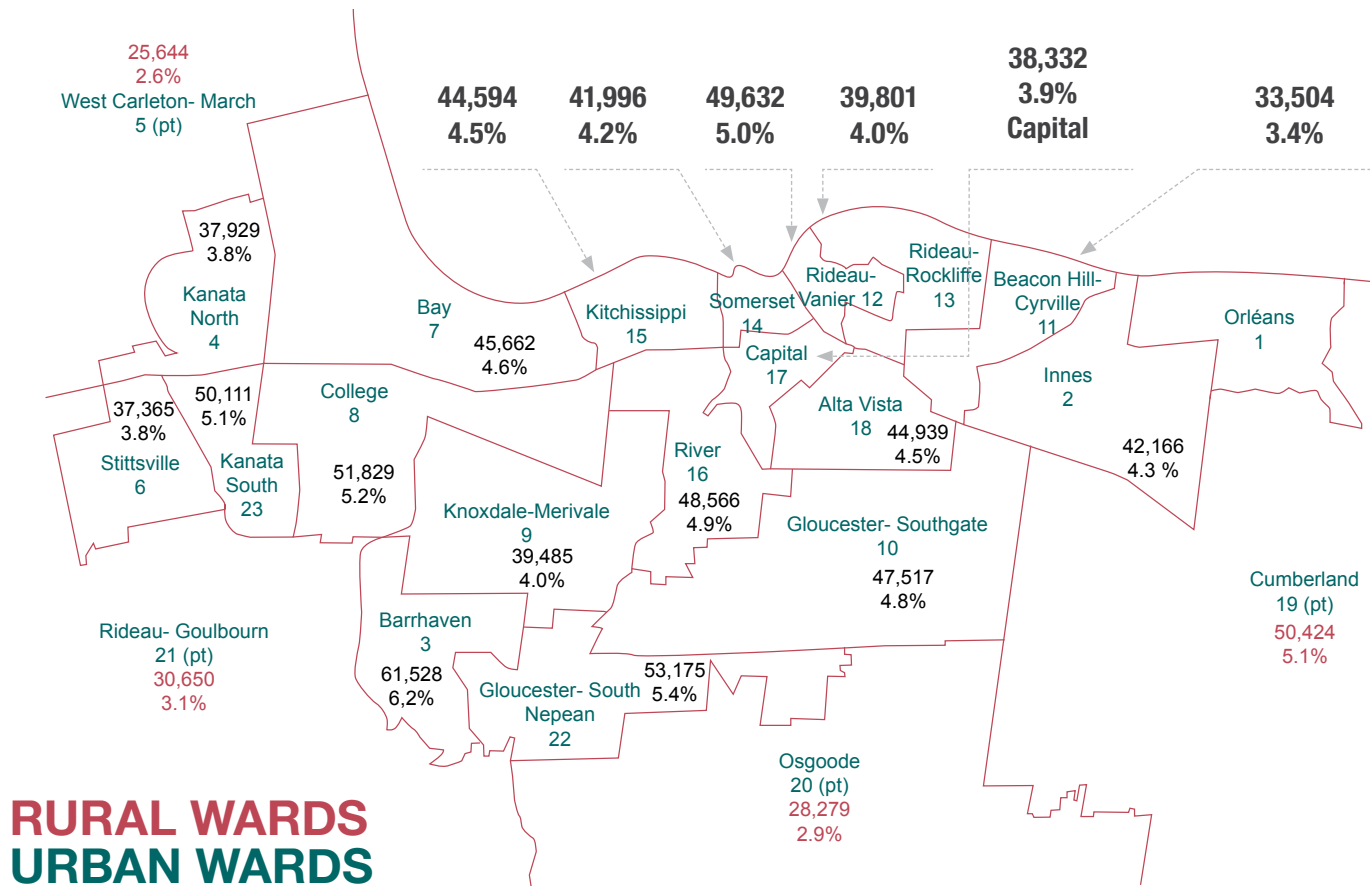 25,644
2.6%
West Carleton- March
5 (pt)
44,594
4.5%
41,996
4.2%
49,632
5.0%
39,801
4.0%
38,332
3.9%
Capital
33,504
3.4%
37,929
3.8%
Kanata
North
4
Bay
7
45,662
4.6%
Kitchissippi
15
Somerset
14
Rideau-
Vanier 12
Rideau-
Rockliffe
13
Beacon Hill-
Cyrville
11
Orléans
1
Capital
17
Innes
2
42,166
4.3 %
37,365
3.8%
Stittsville
6
50,111
5.1%
Kanata
South
23
College
8
51,829
5.2%
Alta Vista
18
44,939
4.5%
River
16
48,566
4.9%
Knoxdale-Merivale
9
39,485
4.0%
Gloucester- Southgate
10
47,517
4.8%
Cumberland
19 (pt)
50,424
5.1%
Rideau- Goulbourn
21 (pt)
30,650
3.1%
Barrhaven
3
61,528
6,2%
53,175
5.4%
Gloucester- South
Nepean
22
Osgoode
20 (pt)
28,279
2.9%
RURAL WARDS
URBAN WARDS